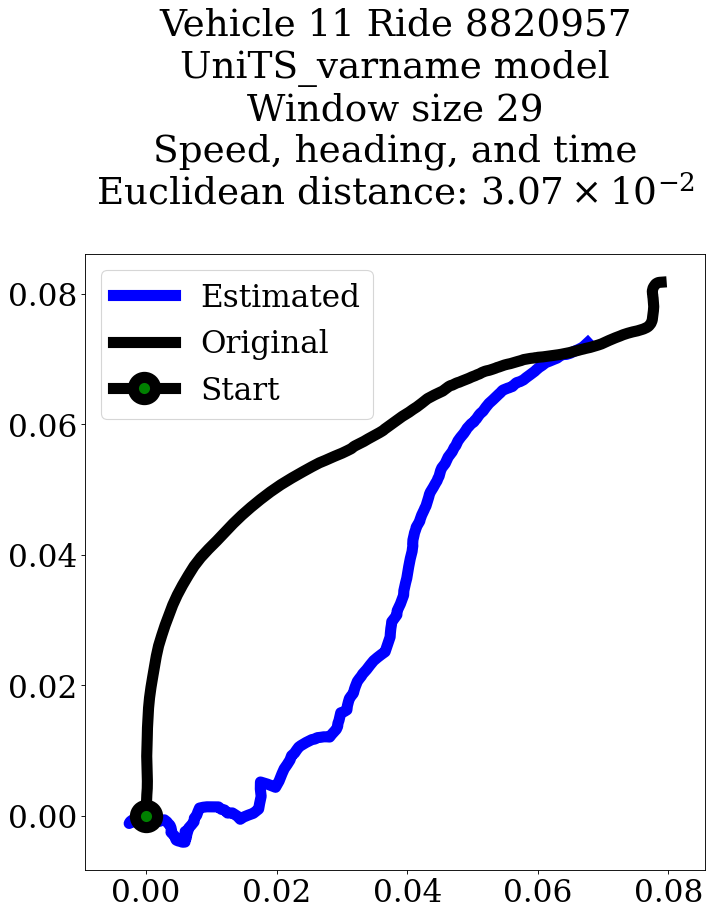 Vehicle 11 Ride 8820957
UniTS_varname model
Window size 29
Speed, heading, and time
Euclidean distance: 3.07 × 10⁻²
Estimated
Original
Start
0.08
0.06
0.04
0.02
0.00
0.00 0.02 0.04 0.06 0.08